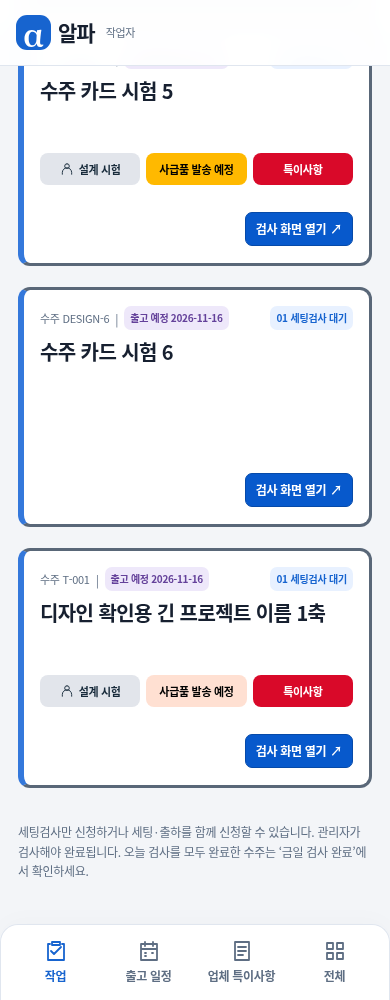 α 알파 작업자
수주 카드 시험 5
설계 시험 사급품 발송 예정 특이사항
검사 화면 열기 ↗
수주 DESIGN-6 | 출고 예정 2026-11-16 01 세팅검사 대기
수주 카드 시험 6
검사 화면 열기 ↗
수주 T-001 | 출고 예정 2026-11-16 01 세팅검사 대기
디자인 확인용 긴 프로젝트 이름 1축
설계 시험 사급품 발송 예정 특이사항
검사 화면 열기 ↗
세팅검사만 신청하거나 세팅·출하를 함께 신청할 수 있습니다. 관리자가
검사해야 완료됩니다. 오늘 검사를 모두 완료한 수주는 ‘금일 검사 완료’에
서 확인하세요.
작업 출고 일정 업체 특이사항 전체